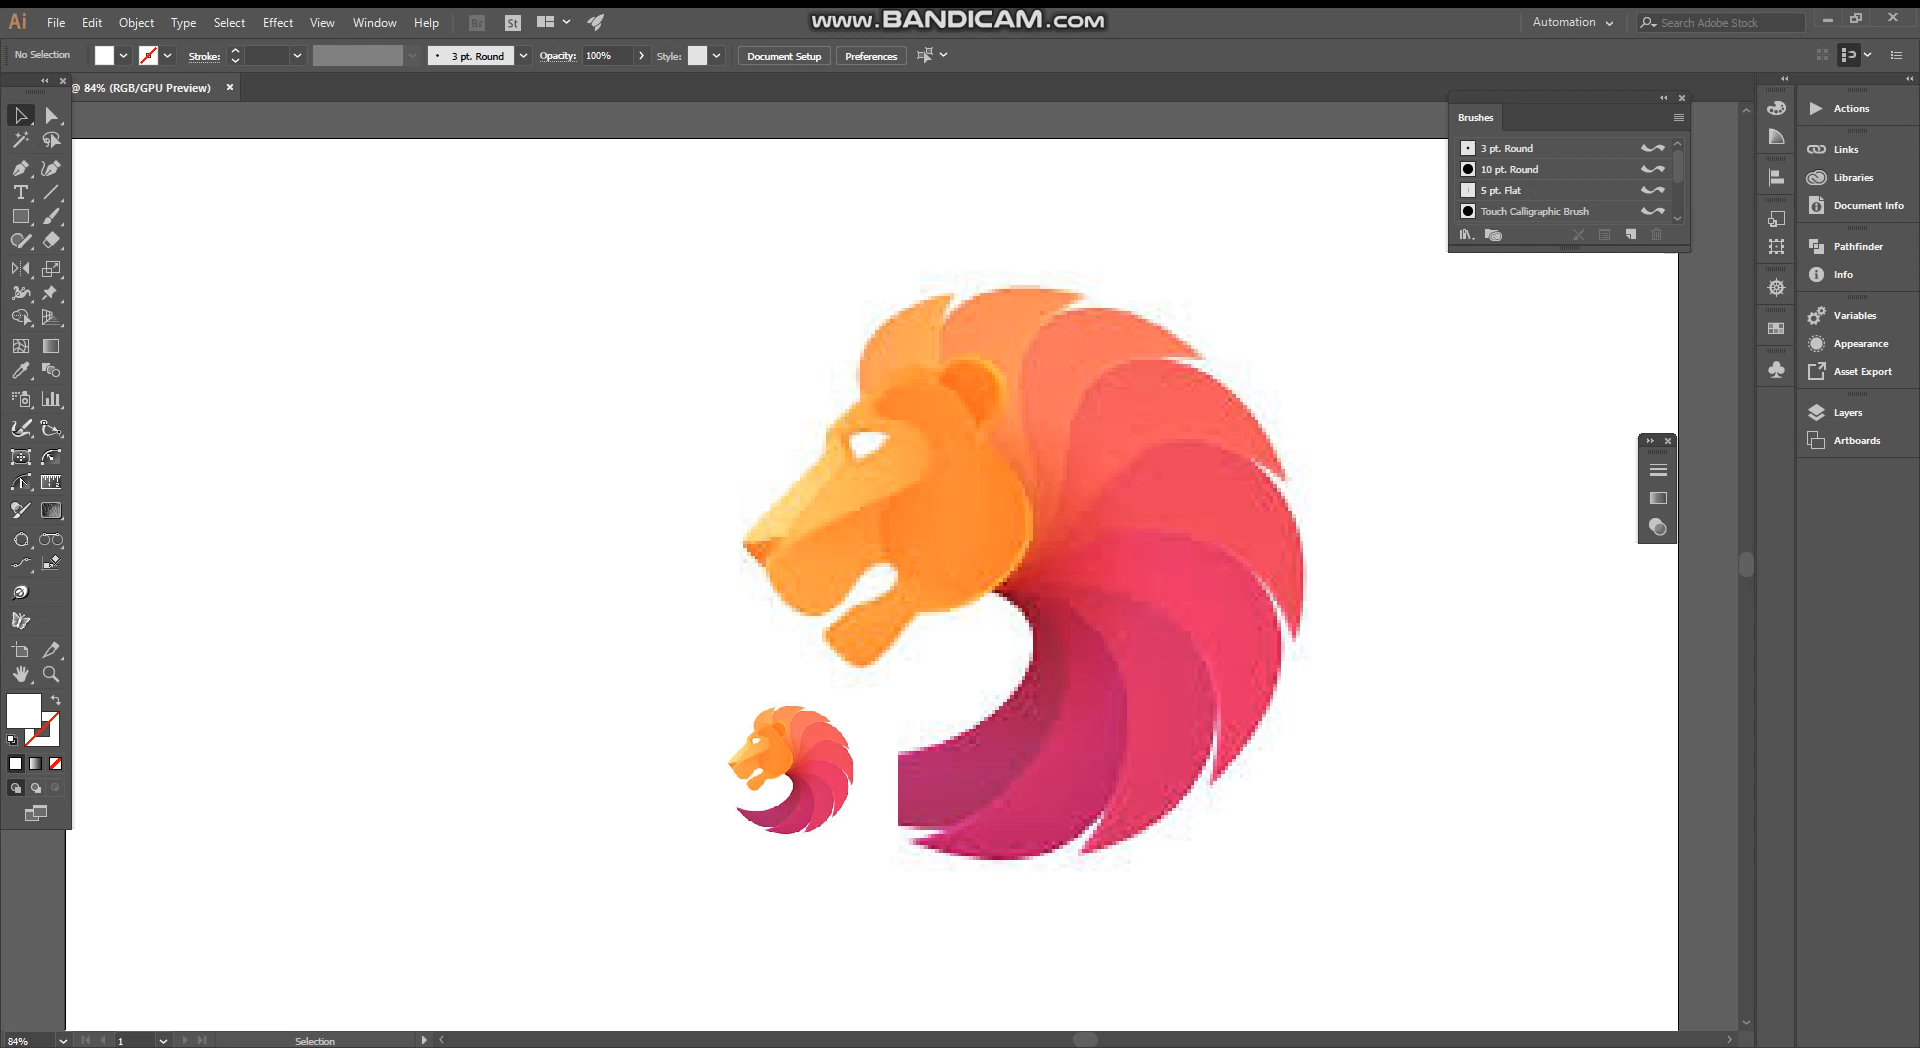 www.BANDICAM.com
Ai File Edit Object Type Select Effect View Window Help Br St Automation Search Adobe Stock
No Selection Stroke: 3 pt. Round Opacity: 100% Style: Document Setup Preferences
@ 84% (RGB/GPU Preview)
Brushes
3 pt. Round
10 pt. Round
5 pt. Flat
Touch Calligraphic Brush
Actions
Links
Libraries
Document Info
Pathfinder
Info
Variables
Appearance
Asset Export
Layers
Artboards
84% 1 Selection